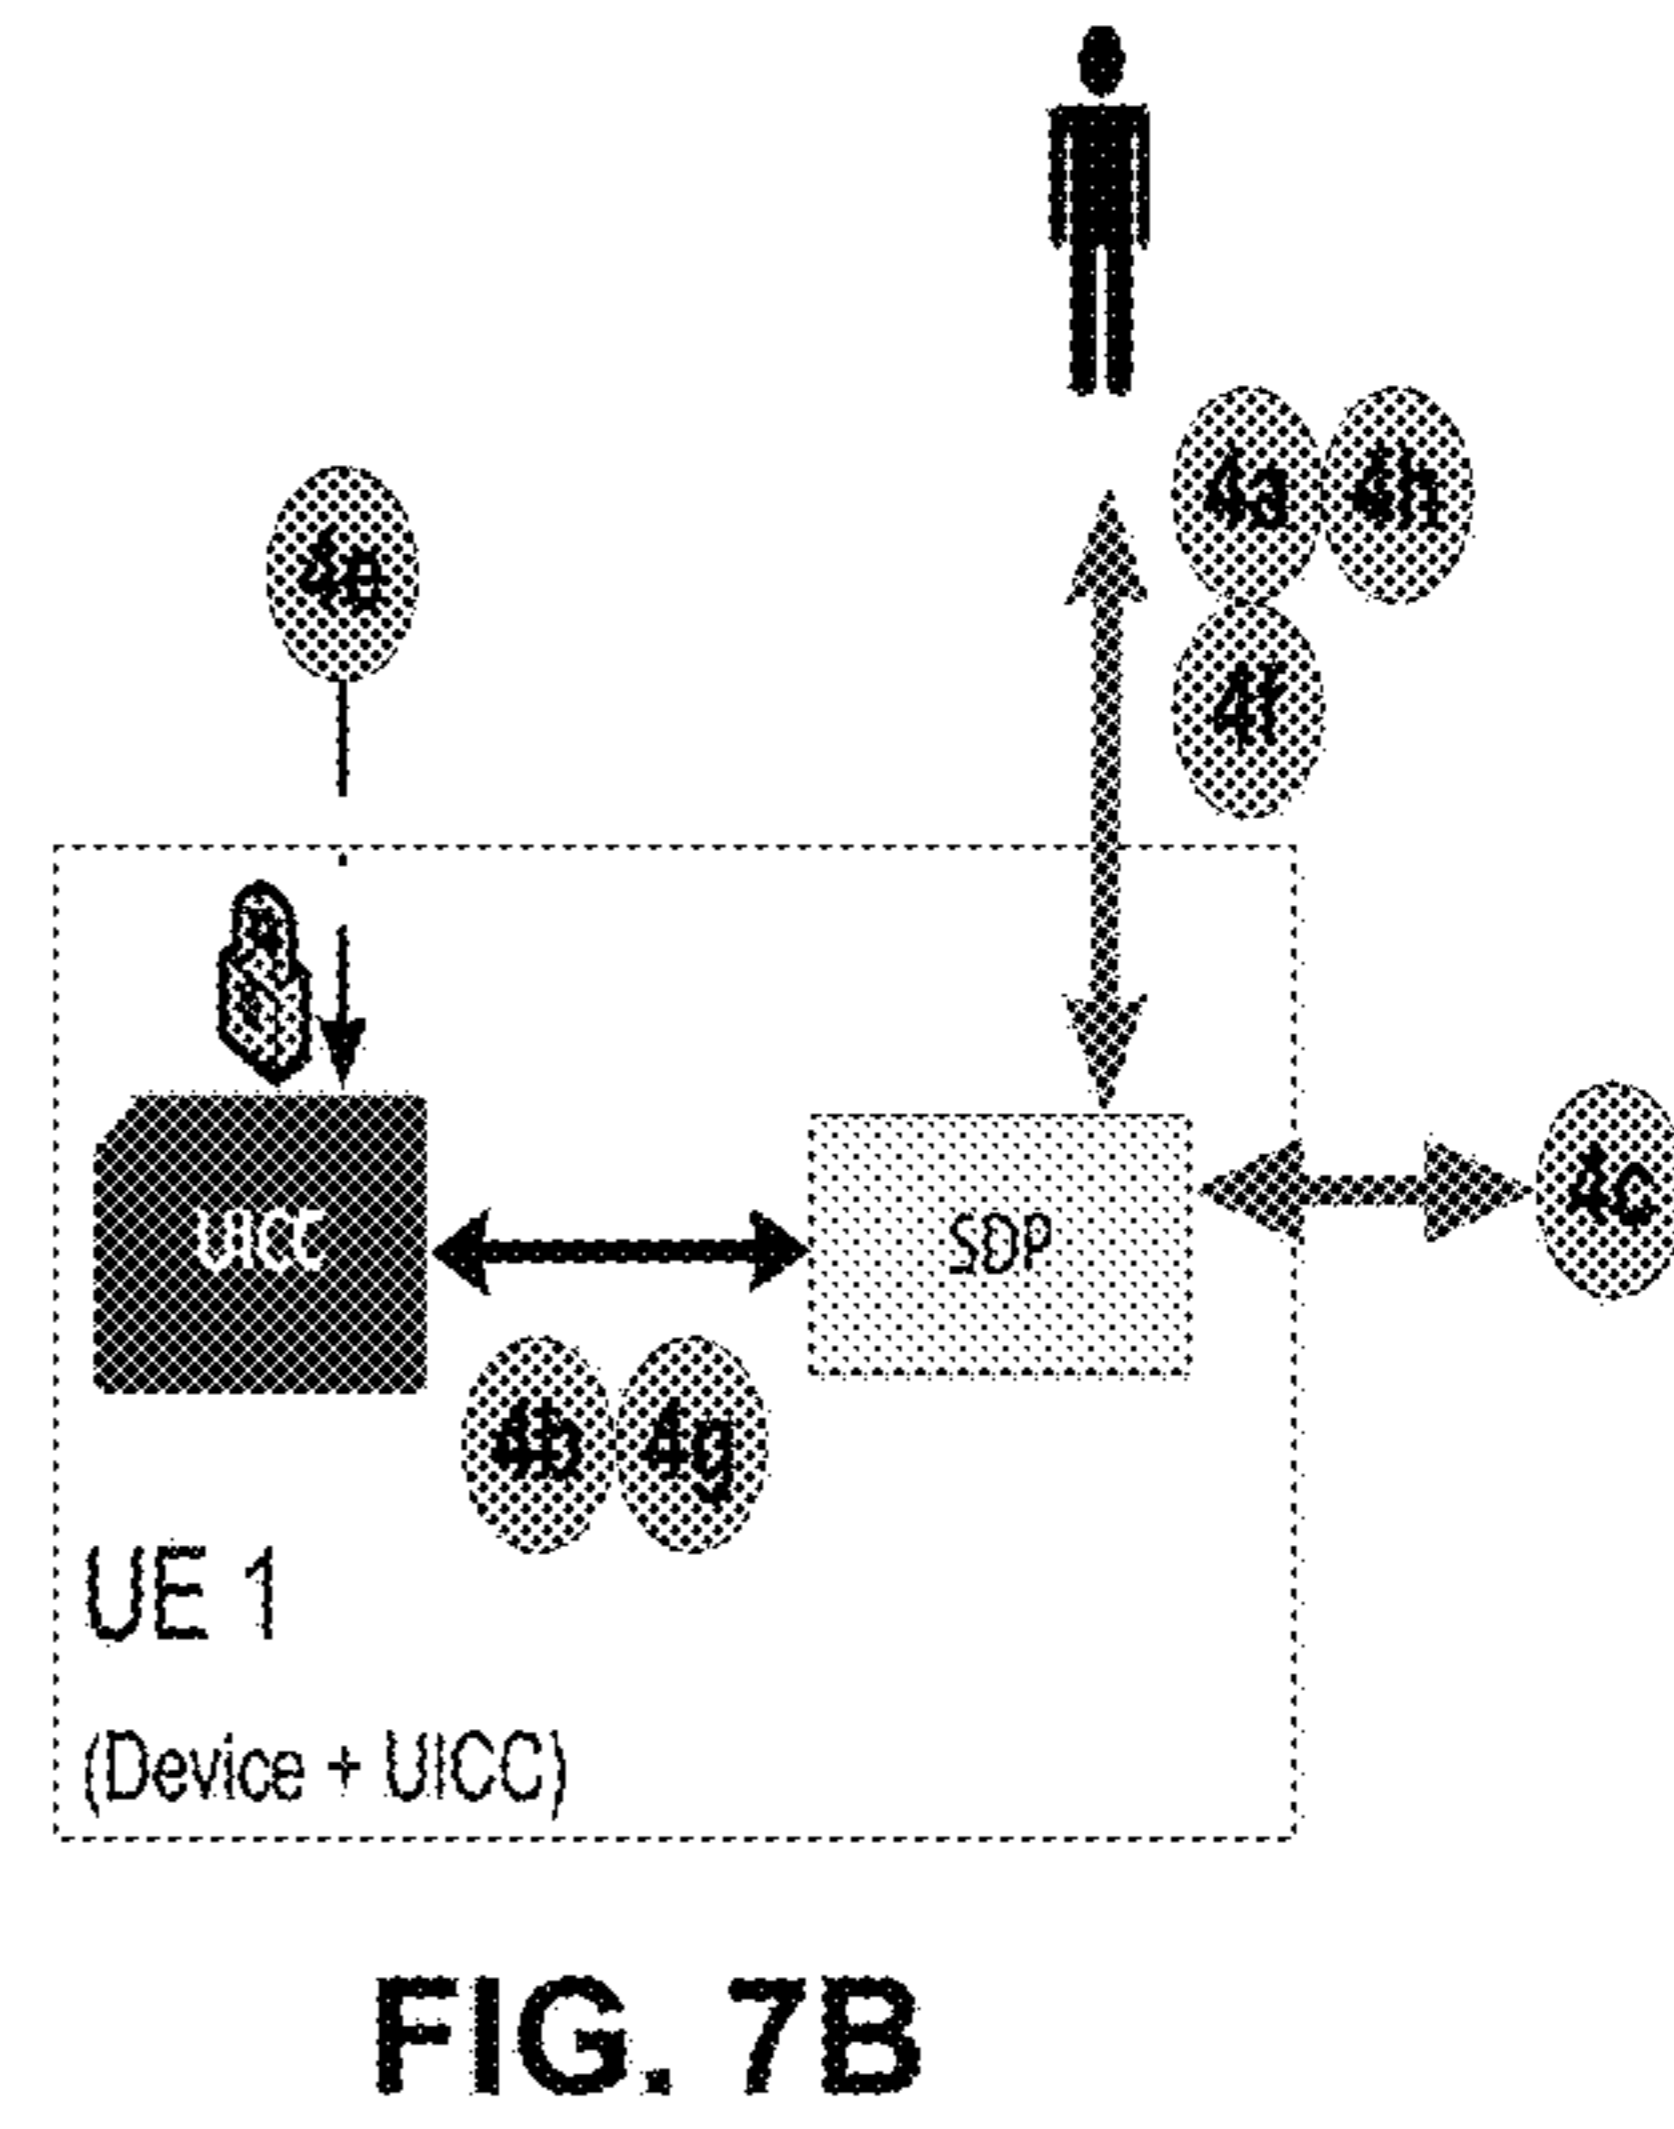 4a 4h
4e
4f
UICC
SDP
4c
4b 4g
UE 1
(Device + UICC)
FIG. 7B